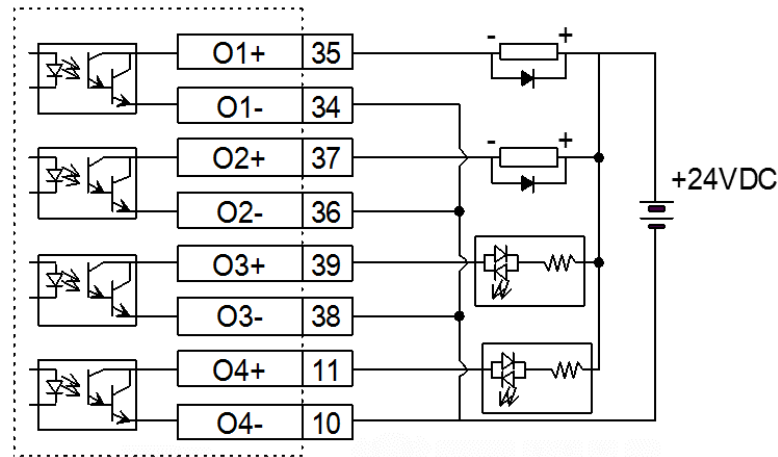 O1+ 35 - +
O1- 34
O2+ 37 - +
+24VDC
O2- 36
O3+ 39
O3- 38
O4+ 11
O4- 10